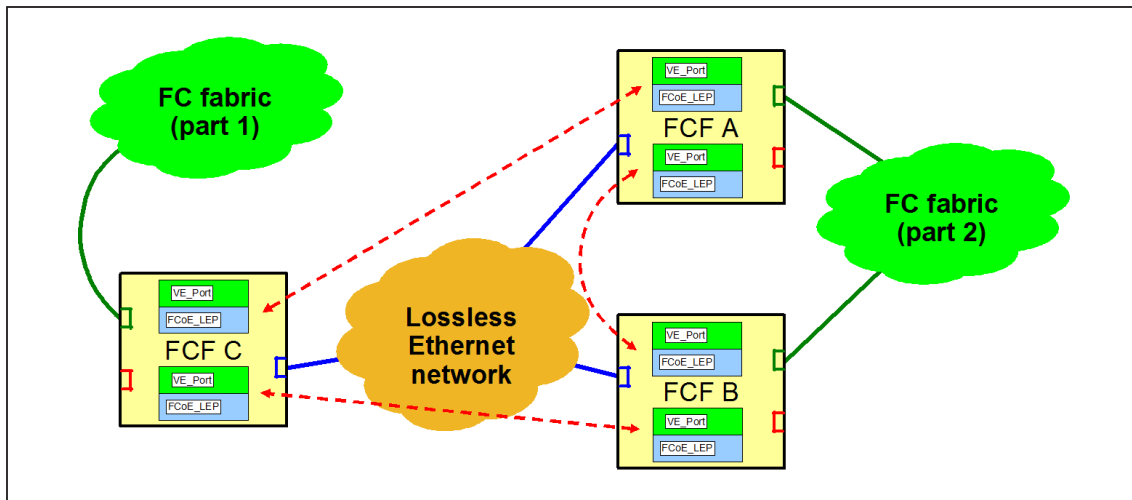 FC fabric
(part 1)
VE_Port
FCoE_LEP
FCF A
VE_Port
FCoE_LEP
FC fabric
(part 2)
VE_Port
FCoE_LEP
FCF C
VE_Port
FCoE_LEP
Lossless
Ethernet
network
VE_Port
FCoE_LEP
FCF B
VE_Port
FCoE_LEP